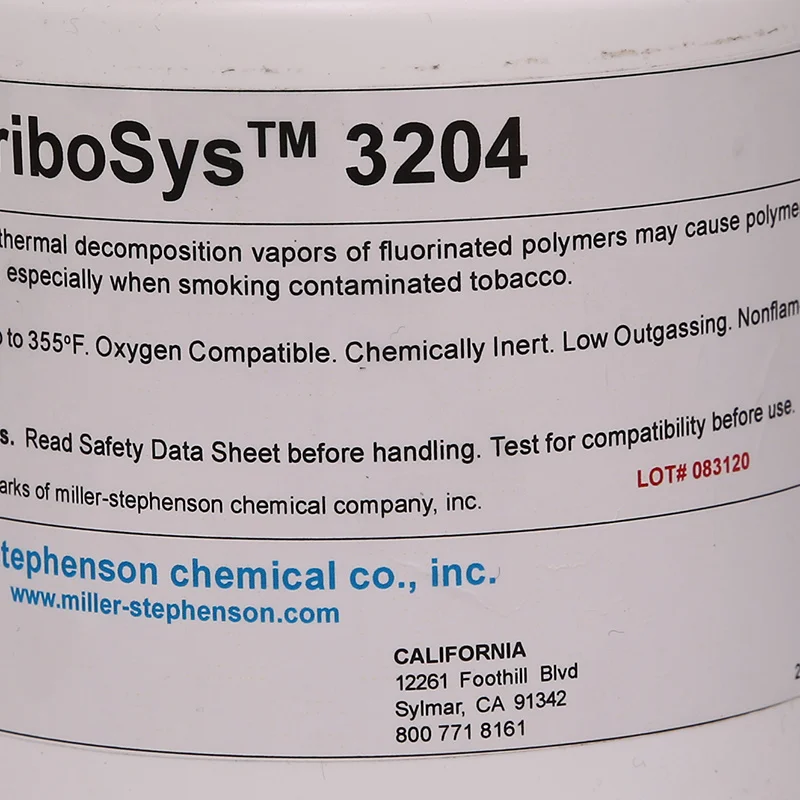 riboSys™ 3204
thermal decomposition vapors of fluorinated polymers may cause polyme
especially when smoking contaminated tobacco.
to 355ºF. Oxygen Compatible. Chemically Inert. Low Outgassing. Nonflam
s. Read Safety Data Sheet before handling. Test for compatibility before use.
LOT# 083120
arks of miller-stephenson chemical company, inc.
tephenson chemical co., inc.
www.miller-stephenson.com
CALIFORNIA
12261 Foothill Blvd
Sylmar, CA 91342
800 771 8161